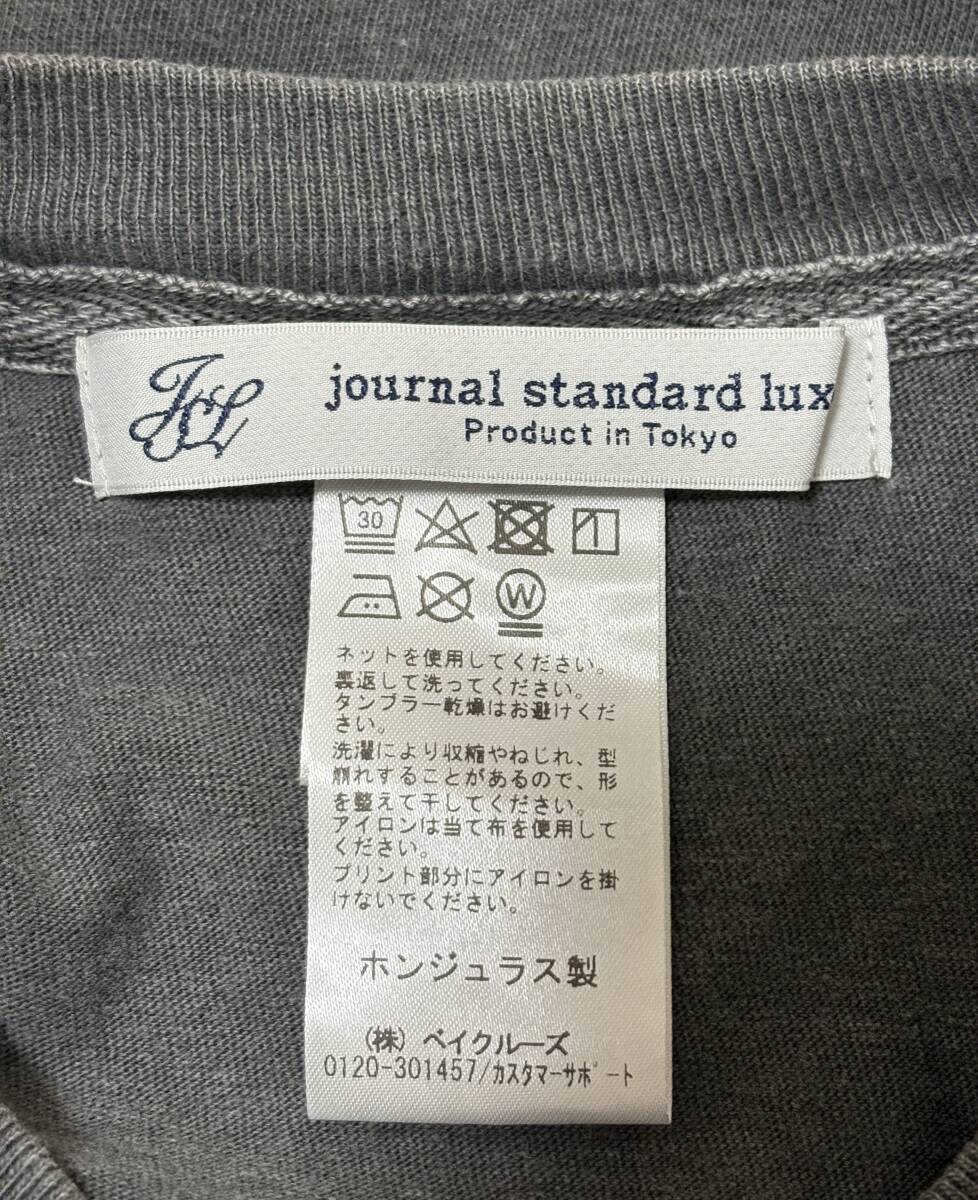 JSL
journal standard lux
Product in Tokyo
30
W
ネットを使用してください。
裏返して洗ってください。
タンブラー乾燥はお避けくだ
さい。
洗濯により収縮やねじれ、型
崩れすることがあるので、形
を整えて干してください。
アイロンは当て布を使用して
ください。
プリント部分にアイロンを掛
けないでください。
ホンジュラス製
(株) ベイクルーズ
0120-301457/カスタマーサポート